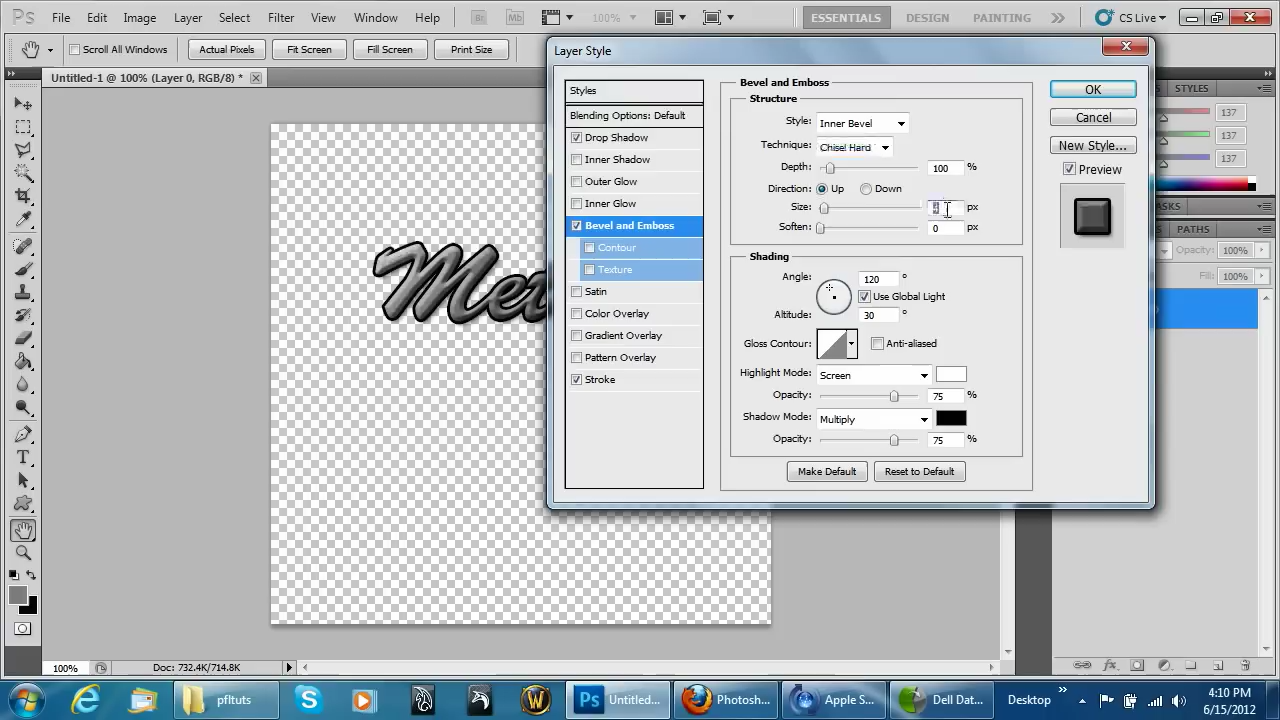 Ps File Edit Image Layer Select Filter View Window Help Br Mb 100% ESSENTIALS DESIGN PAINTING CS Live
Scroll All Windows Actual Pixels Fit Screen Fill Screen Print Size
Untitled-1 @ 100% (Layer 0, RGB/8) *
Layer Style
Styles
Blending Options: Default
Drop Shadow
Inner Shadow
Outer Glow
Inner Glow
Bevel and Emboss
Contour
Texture
Satin
Color Overlay
Gradient Overlay
Pattern Overlay
Stroke
Bevel and Emboss
Structure
Style: Inner Bevel
Technique: Chisel Hard
Depth: 100 %
Direction: Up Down
Size: px
Soften: 0 px
Shading
Angle: 120 °
Use Global Light
Altitude: 30 °
Gloss Contour: Anti-aliased
Highlight Mode: Screen
Opacity: 75 %
Shadow Mode: Multiply
Opacity: 75 %
Make Default Reset to Default
OK
Cancel
New Style...
Preview
STYLES
137
137
137
PATHS
Opacity: 100%
Fill: 100%
Met
100% Doc: 732.4K/714.8K
pfltuts
Ps Untitled...
Photosh...
Apple S...
Dell Dat...
Desktop
4:10 PM
6/15/2012